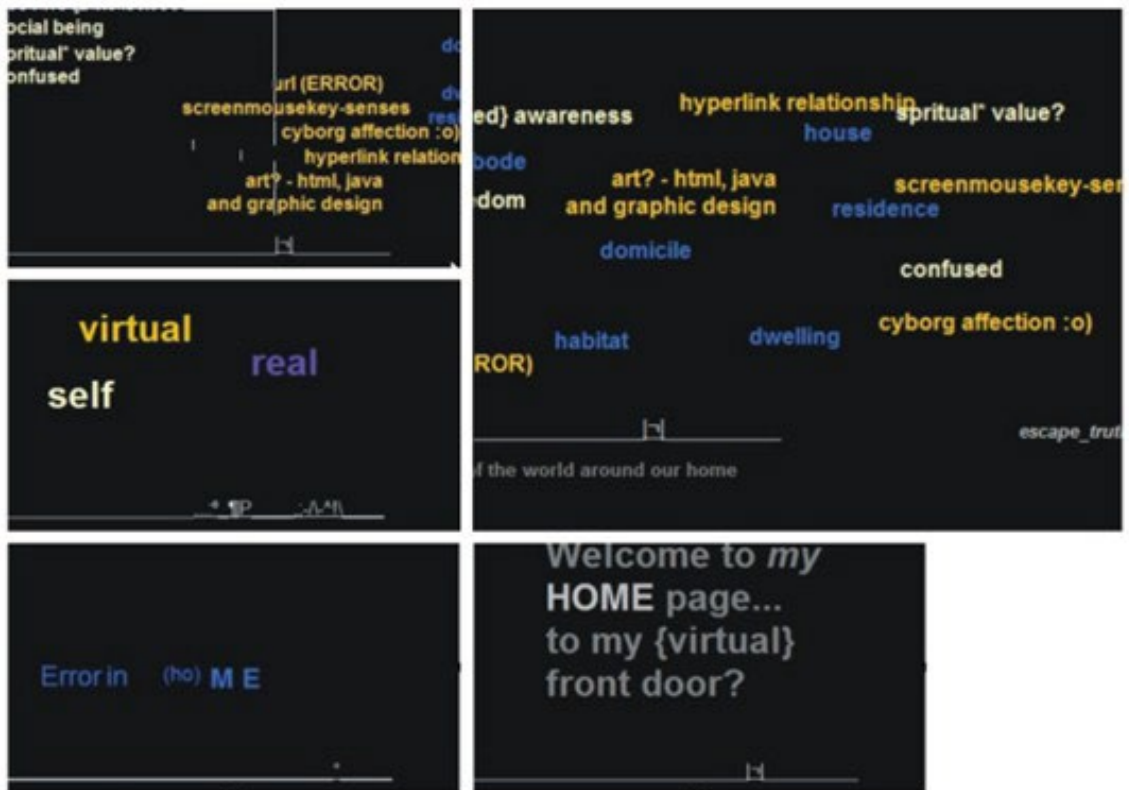 ocial being
pritual" value?
onfused
url (ERROR)
screenmousekey-senses
cyborg affection :o)
hyperlink relation
art? - html, java
and graphic design
ed} awareness
hyperlink relationship
spritual" value?
house
bode
art? - html, java
and graphic design
screenmousekey-ser
edom
residence
domicile
confused
cyborg affection :o)
habitat
dwelling
ROR)
escape_trut
f the world around our home
virtual
real
self
Error in (ho) M E
Welcome to my
HOME page...
to my {virtual}
front door?